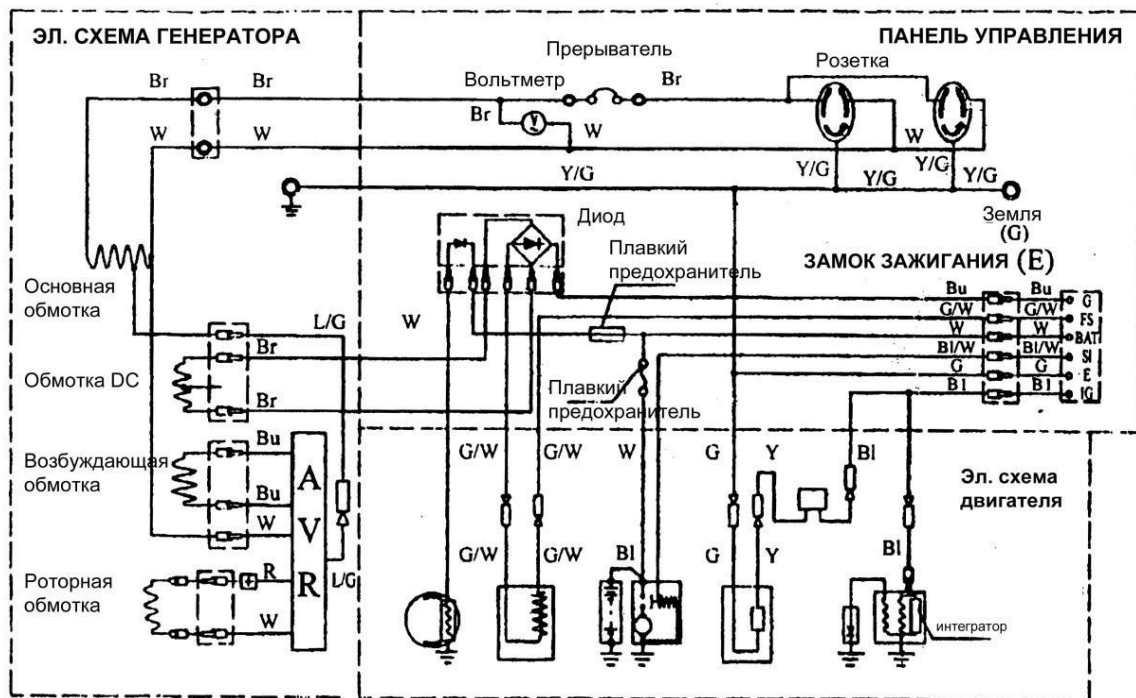 ЭЛ. СХЕМА ГЕНЕРАТОРА
ПАНЕЛЬ УПРАВЛЕНИЯ
Прерыватель
Вольтметр
Розетка
Br
Br
Br
Br
V
W
W
W
W
Y/G
Y/G
Y/G
Y/G
Y/G
Земля
(G)
Диод
Плавкий
предохранитель
ЗАМОК ЗАЖИГАНИЯ (E)
Основная
обмотка
L/G
W
Bu
Bu
G
G/W
G/W
FS
W
W
BAT
Bl/W
Bl/W
SI
G
G
E
Bl
Bl
IG
Br
Обмотка DC
Br
Плавкий
предохранитель
Возбуждающая
обмотка
Bu
Bu
W
A
V
R
G/W
G/W
W
G
Y
Bl
Эл. схема
двигателя
Роторная
обмотка
R
L/G
W
G/W
G/W
Bl
G
Y
Bl
интегратор